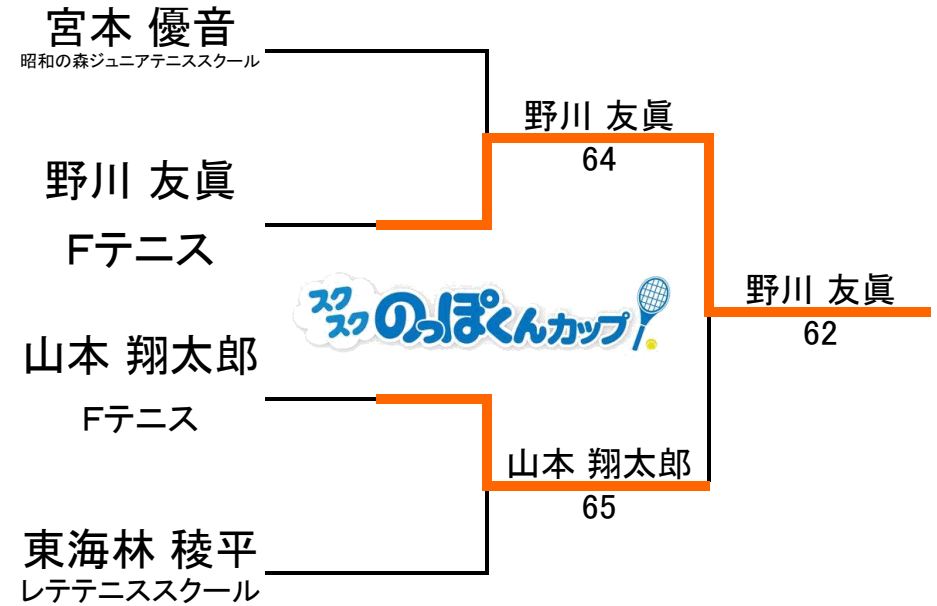 宮本 優音
昭和の森ジュニアテニススクール
野川 友眞
64
野川 友眞
Fテニス
スクスク のっぽくんカップ
野川 友眞
62
山本 翔太郎
Fテニス
山本 翔太郎
65
東海林 稜平
レテテニススクール